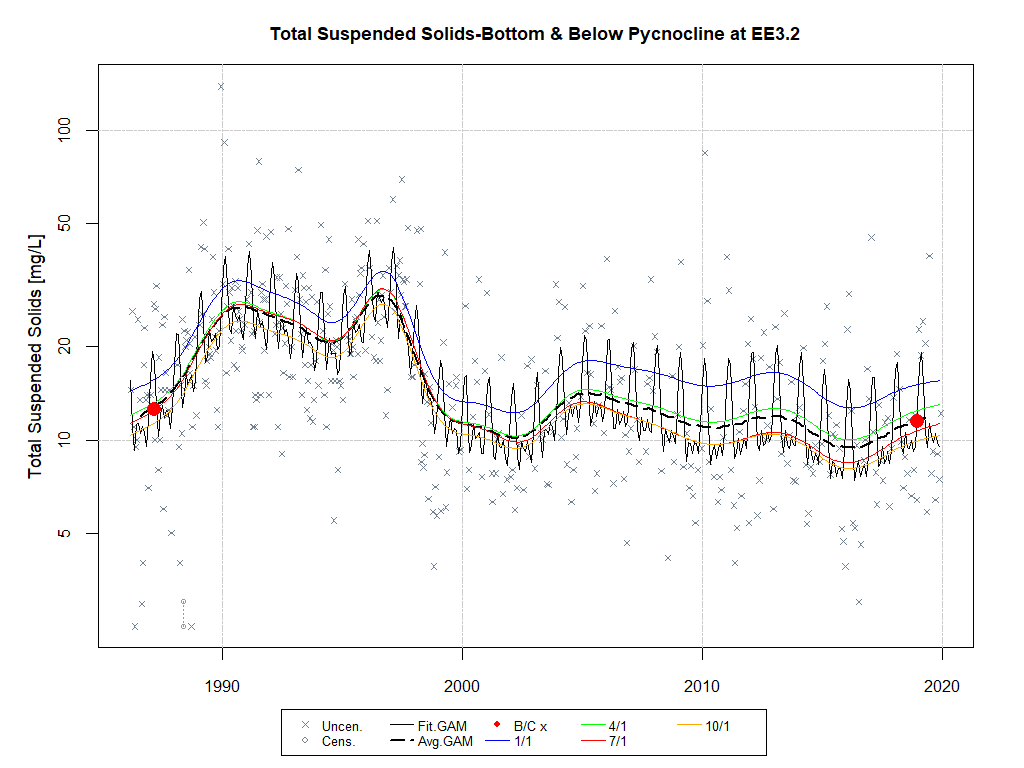 Total Suspended Solids-Bottom & Below Pycnocline at EE3.2
Total Suspended Solids [mg/L]
100
50
20
10
5
1990 2000 2010 2020
Uncen. Fit.GAM B/C x 4/1 10/1
Cens. Avg.GAM 1/1 7/1